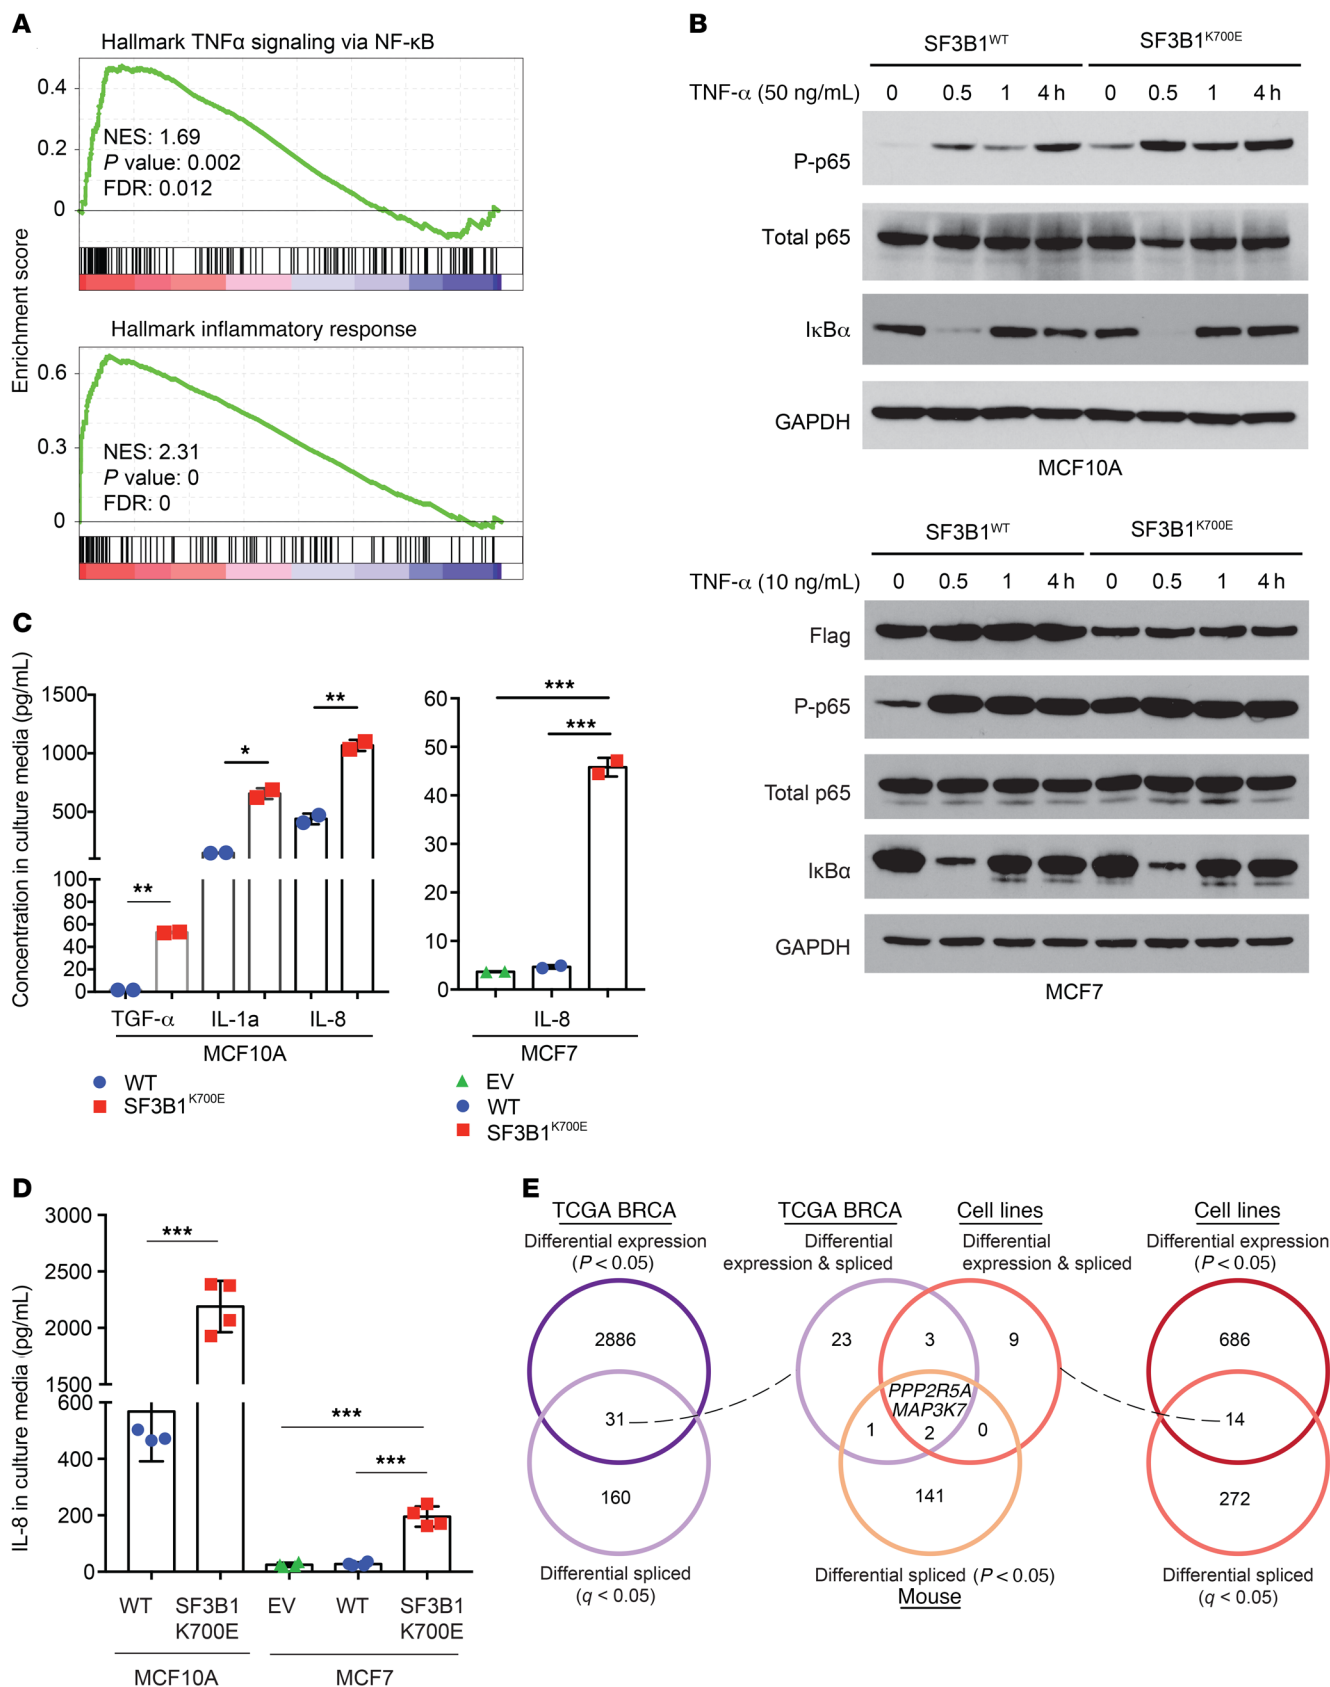 A
Hallmark TNFα signaling via NF-κB
0.4
0.2
0
NES: 1.69
P value: 0.002
FDR: 0.012
Enrichment score
Hallmark inflammatory response
0.6
0.3
0
NES: 2.31
P value: 0
FDR: 0
B
SF3B1WT SF3B1K700E
TNF-α (50 ng/mL) 0 0.5 1 4 h 0 0.5 1 4 h
P-p65
Total p65
IκBα
GAPDH
MCF10A
SF3B1WT SF3B1K700E
TNF-α (10 ng/mL) 0 0.5 1 4 h 0 0.5 1 4 h
Flag
P-p65
Total p65
IκBα
GAPDH
MCF7
C
Concentration in culture media (pg/mL)
1500
1000
500
100
80
60
40
20
0
** * **
TGF-α IL-1a IL-8
MCF10A
WT
SF3B1K700E
60
50
40
30
20
10
0
***
***
IL-8
MCF7
EV
WT
SF3B1K700E
D
IL-8 in culture media (pg/mL)
3000
2500
2000
1500
600
400
200
0
***
***
***
WT SF3B1 K700E EV WT SF3B1 K700E
MCF10A MCF7
E
TCGA BRCA
Differential expression
(P < 0.05)
2886
31
160
Differential spliced
(q < 0.05)
TCGA BRCA Cell lines
Differential expression & spliced
Differential expression & spliced
23 3 9
PPP2R5A
MAP3K7
1 2 0
141
Differential spliced (P < 0.05)
Mouse
Cell lines
Differential expression
(P < 0.05)
686
14
272
Differential spliced
(q < 0.05)